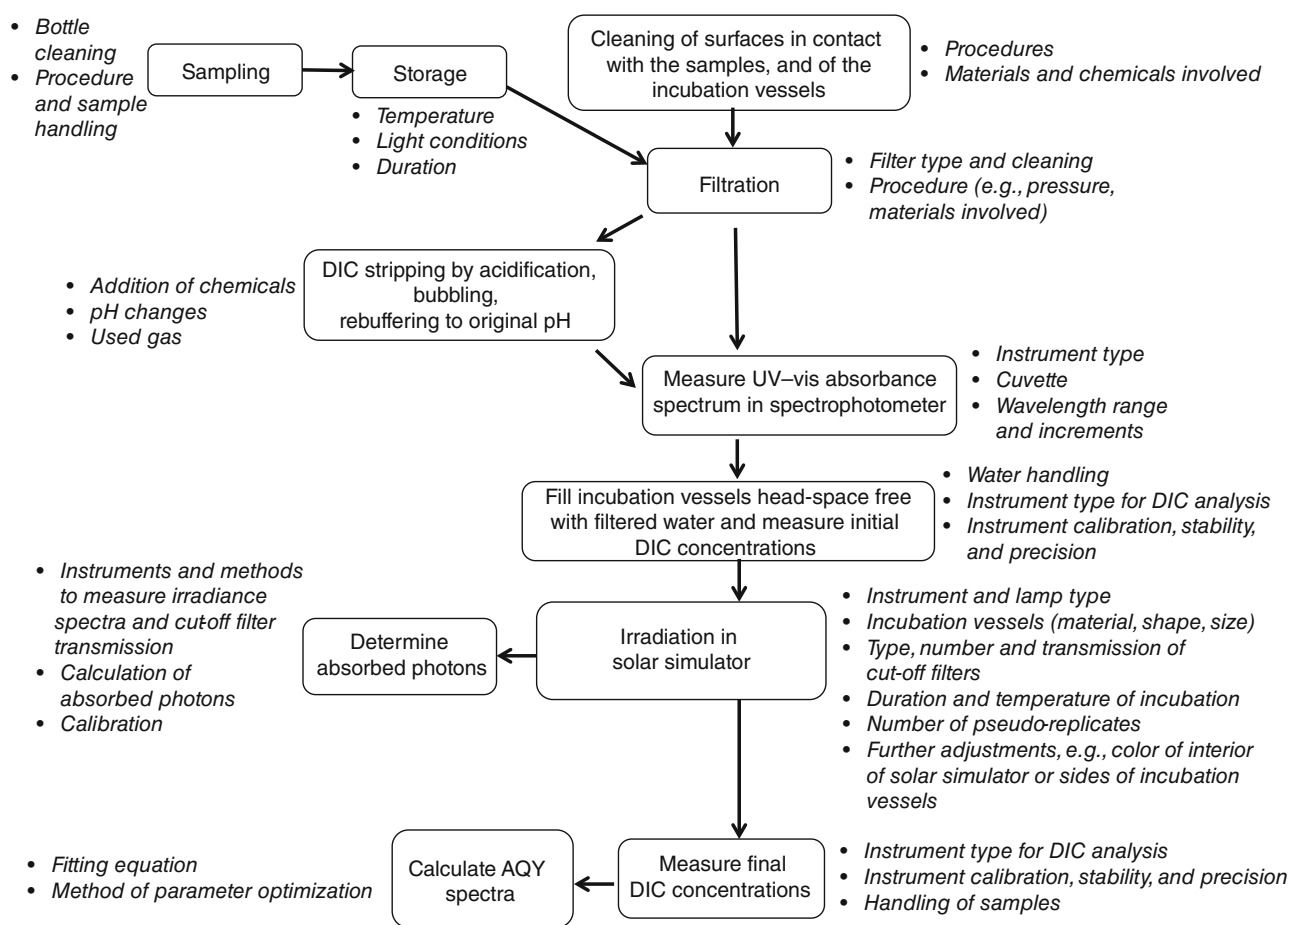 • Bottle
cleaning
• Procedure
and sample
handling
Sampling
Storage
• Temperature
• Light conditions
• Duration
Cleaning of surfaces in contact
with the samples, and of the
incubation vessels
• Procedures
• Materials and chemicals involved
Filtration
• Filter type and cleaning
• Procedure (e.g., pressure,
materials involved)
• Addition of chemicals
• pH changes
• Used gas
DIC stripping by acidification,
bubbling,
rebuffering to original pH
Measure UV–vis absorbance
spectrum in spectrophotometer
• Instrument type
• Cuvette
• Wavelength range
and increments
Fill incubation vessels head-space free
with filtered water and measure initial
DIC concentrations
• Water handling
• Instrument type for DIC analysis
• Instrument calibration, stability,
and precision
• Instruments and methods
to measure irradiance
spectra and cut-off filter
transmission
• Calculation of
absorbed photons
• Calibration
Determine
absorbed photons
Irradiation in
solar simulator
• Instrument and lamp type
• Incubation vessels (material, shape, size)
• Type, number and transmission of
cut-off filters
• Duration and temperature of incubation
• Number of pseudo-replicates
• Further adjustments, e.g., color of interior
of solar simulator or sides of incubation
vessels
• Fitting equation
• Method of parameter optimization
Calculate AQY
spectra
Measure final
DIC concentrations
• Instrument type for DIC analysis
• Instrument calibration, stability, and precision
• Handling of samples